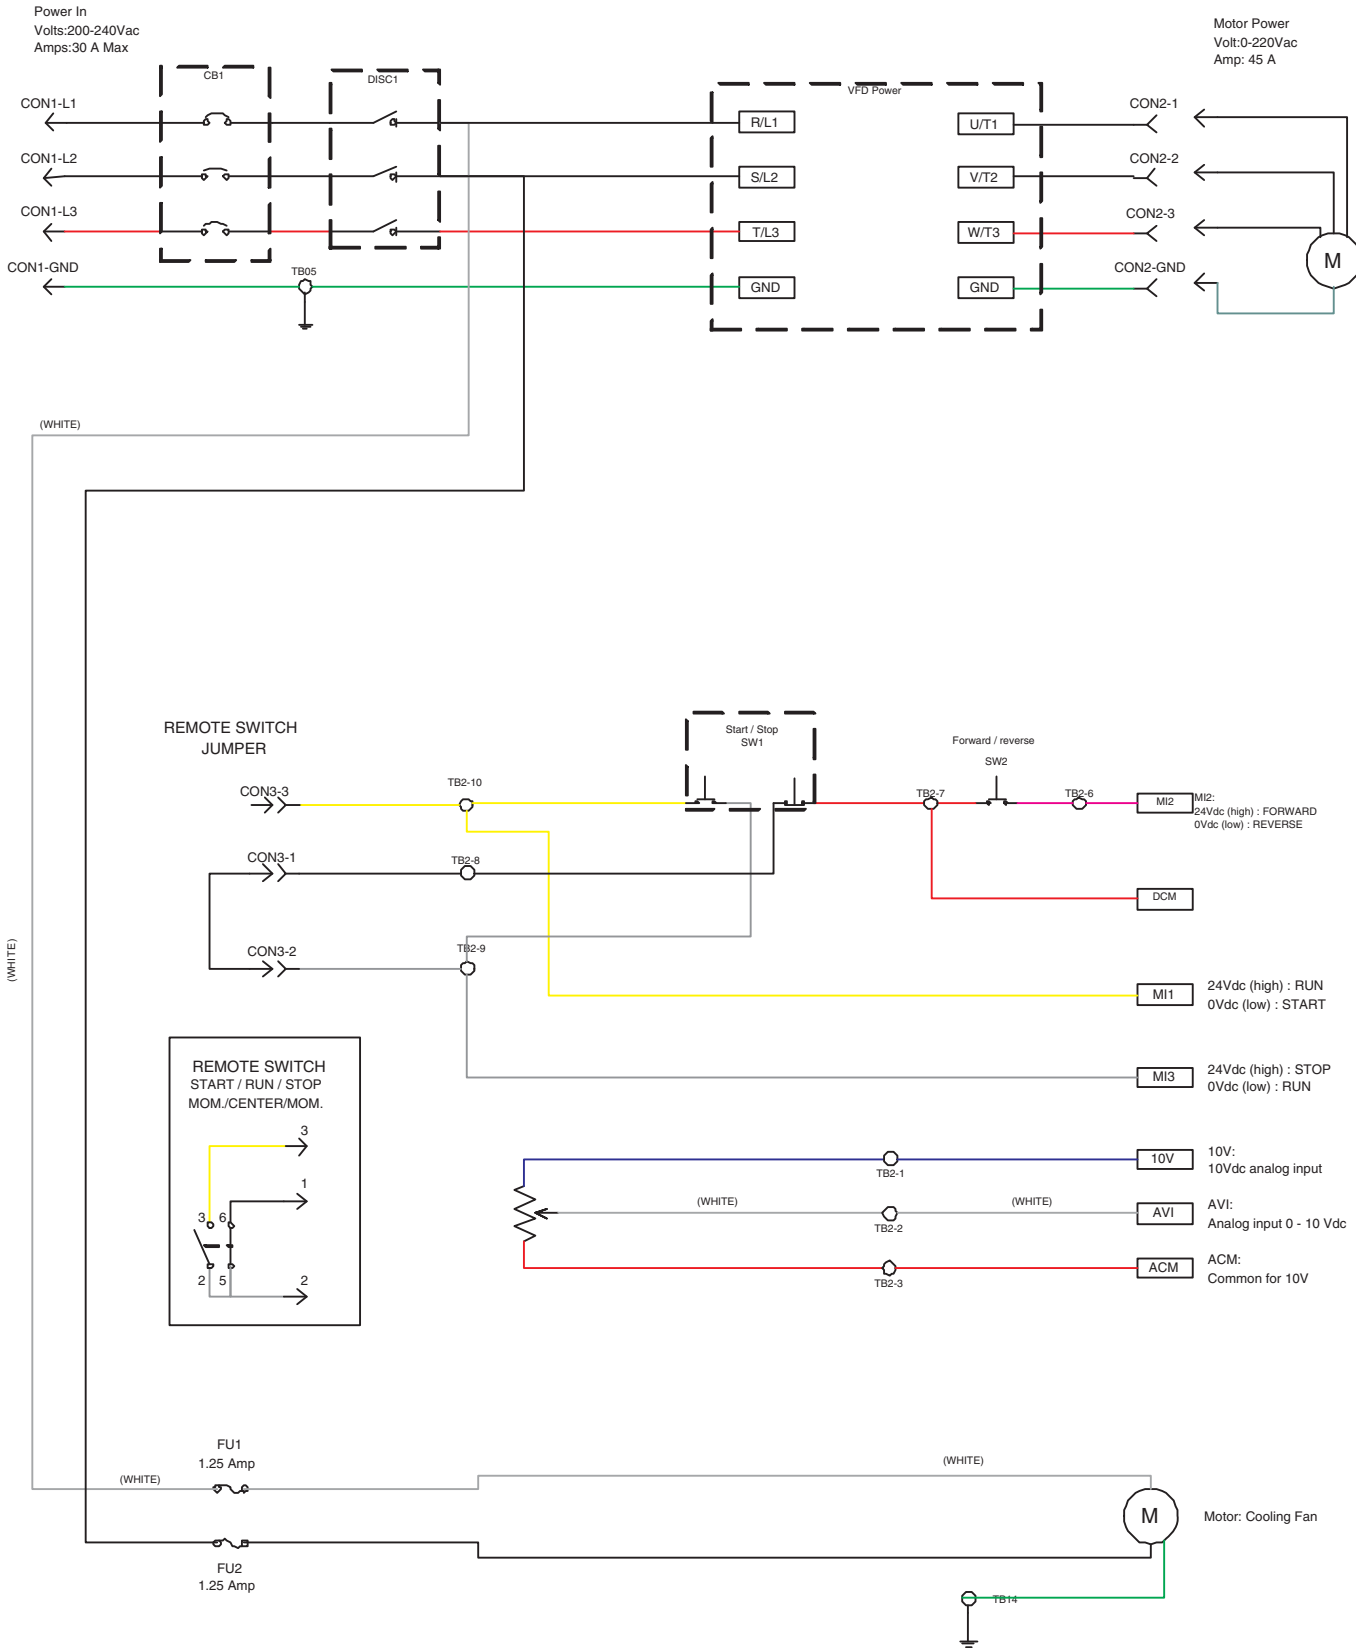 Power In
Volts:200-240Vac
Amps:30 A Max
Motor Power
Volt:0-220Vac
Amp: 45 A
CB1
DISC1
VFD Power
CON1-L1
R/L1
U/T1
CON2-1
CON1-L2
S/L2
V/T2
CON2-2
CON1-L3
T/L3
W/T3
CON2-3
M
CON1-GND
TB05
GND
GND
CON2-GND
(WHITE)
(WHITE)
REMOTE SWITCH
JUMPER
Start / Stop
SW1
Forward / reverse
SW2
CON3-3
TB2-10
TB2-7
TB2-6
MI2
MI2:
24Vdc (high) : FORWARD
0Vdc (low) : REVERSE
CON3-1
TB2-8
DCM
CON3-2
TB2-9
MI1
24Vdc (high) : RUN
0Vdc (low) : START
MI3
24Vdc (high) : STOP
0Vdc (low) : RUN
REMOTE SWITCH
START / RUN / STOP
MOM./CENTER/MOM.
3
1
3 6
2 5
2
TB2-1
10V
10V:
10Vdc analog input
(WHITE)
TB2-2
(WHITE)
AVI
AVI:
Analog input 0 - 10 Vdc
TB2-3
ACM
ACM:
Common for 10V
FU1
1.25 Amp
(WHITE)
(WHITE)
M
Motor: Cooling Fan
FU2
1.25 Amp
TB14